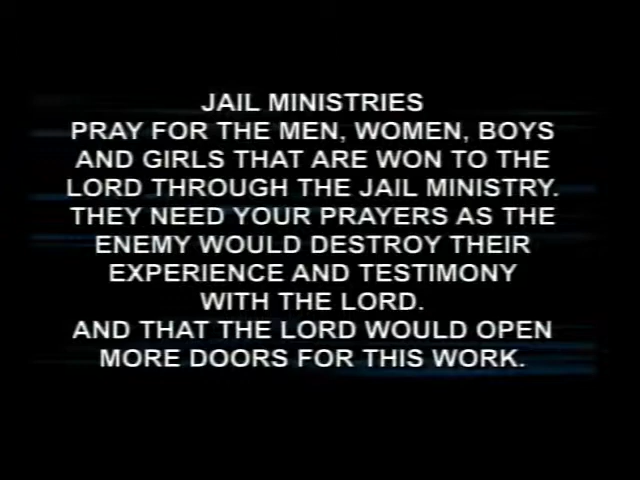 JAIL MINISTRIES
PRAY FOR THE MEN, WOMEN, BOYS
AND GIRLS THAT ARE WON TO THE
LORD THROUGH THE JAIL MINISTRY.
THEY NEED YOUR PRAYERS AS THE
ENEMY WOULD DESTROY THEIR
EXPERIENCE AND TESTIMONY
WITH THE LORD.
AND THAT THE LORD WOULD OPEN
MORE DOORS FOR THIS WORK.